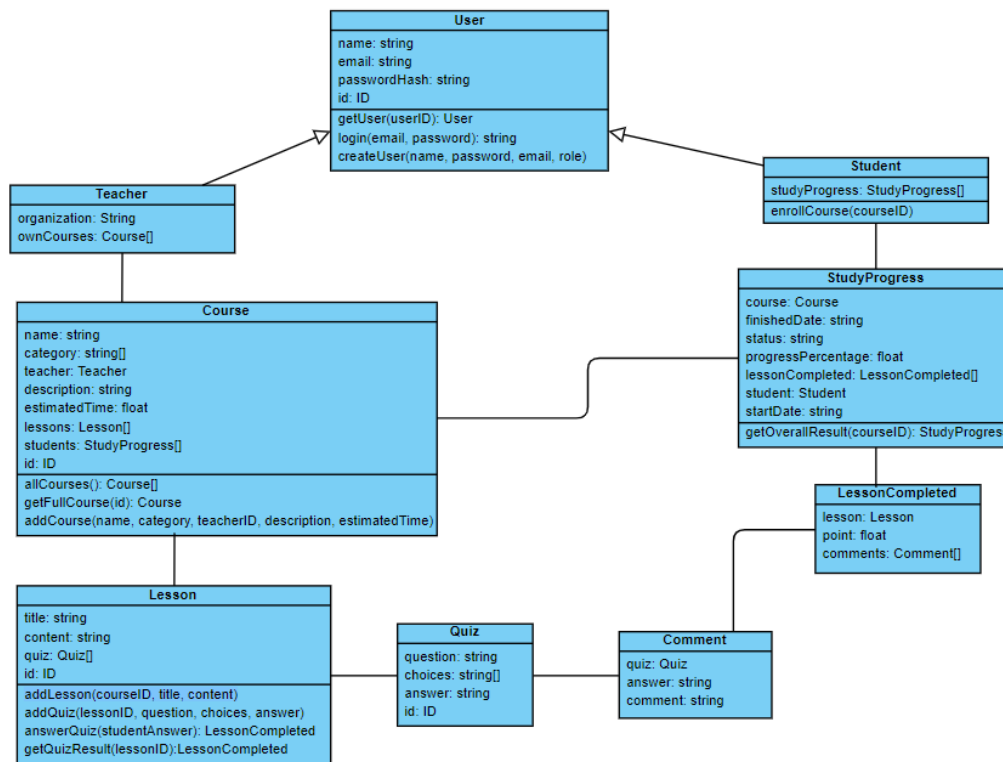 User
name: string
email: string
passwordHash: string
id: ID
getUser(userID): User
login(email, password): string
createUser(name, password, email, role)
Teacher
organization: String
ownCourses: Course[]
Student
studyProgress: StudyProgress[]
enrollCourse(courseID)
Course
name: string
category: string[]
teacher: Teacher
description: string
estimatedTime: float
lessons: Lesson[]
students: StudyProgress[]
id: ID
allCourses(): Course[]
getFullCourse(id): Course
addCourse(name, category, teacherID, description, estimatedTime)
StudyProgress
course: Course
finishedDate: string
status: string
progressPercentage: float
lessonCompleted: LessonCompleted[]
student: Student
startDate: string
getOverallResult(courseID): StudyProgress
LessonCompleted
lesson: Lesson
point: float
comments: Comment[]
Lesson
title: string
content: string
quiz: Quiz[]
id: ID
addLesson(courseID, title, content)
addQuiz(lessonID, question, choices, answer)
answerQuiz(studentAnswer): LessonCompleted
getQuizResult(lessonID):LessonCompleted
Quiz
question: string
choices: string[]
answer: string
id: ID
Comment
quiz: Quiz
answer: string
comment: string